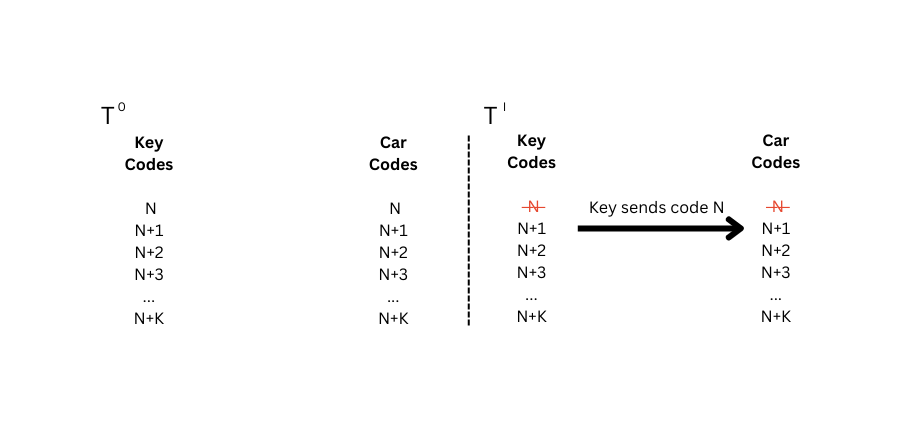 T⁰
Key
Codes
N
N+1
N+2
N+3
...
N+K
Car
Codes
N
N+1
N+2
N+3
...
N+K
T¹
Key
Codes
N
N+1
N+2
N+3
...
N+K
Key sends code N
Car
Codes
N
N+1
N+2
N+3
...
N+K